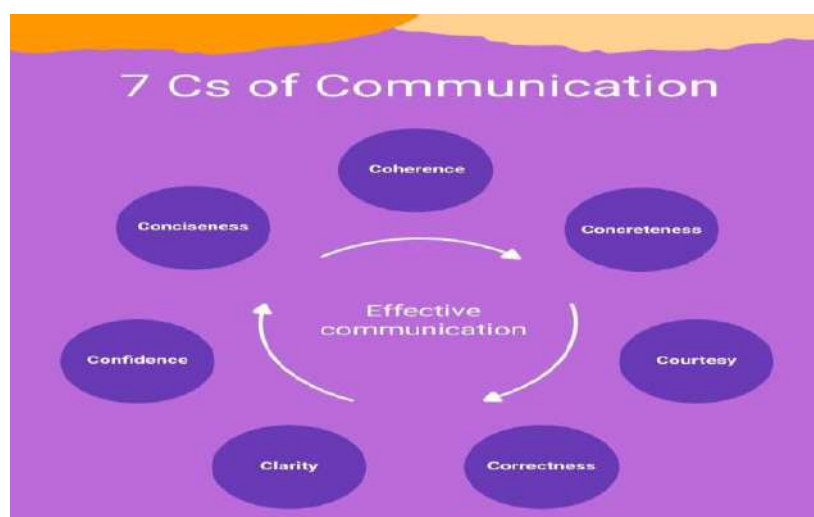 7 Cs of Communication
Coherence
Conciseness
Concreteness
Effective
communication
Confidence
Courtesy
Clarity
Correctness